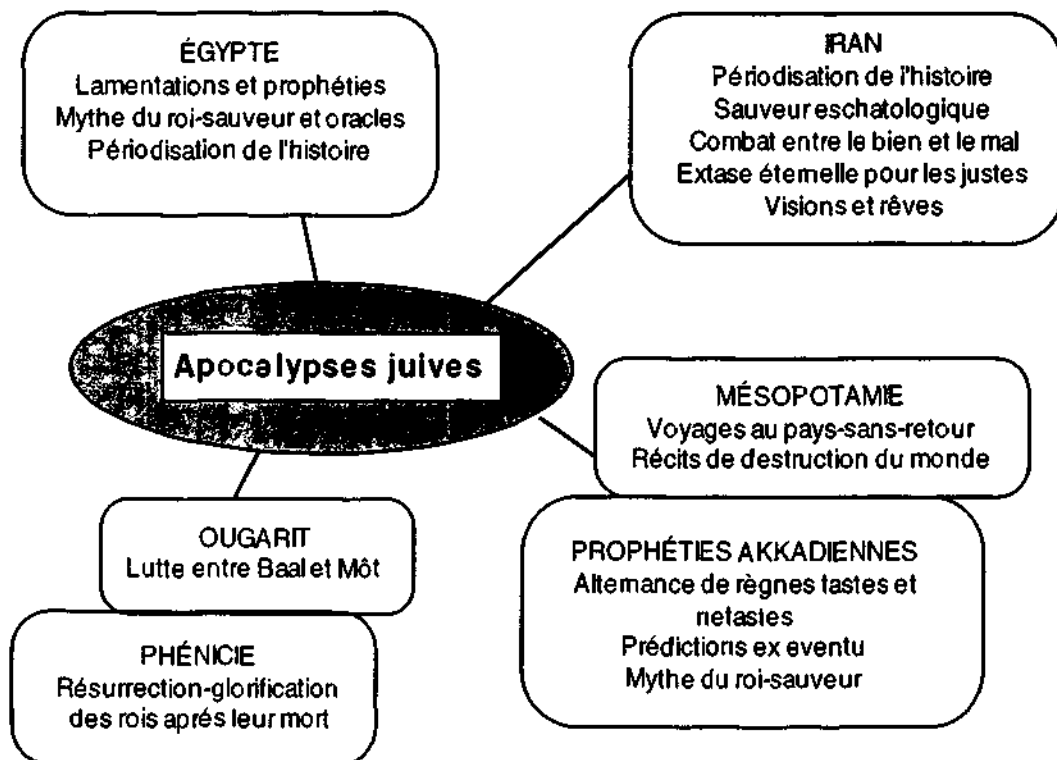 ÉGYPTE
Lamentations et prophéties
Mythe du roi-sauveur et oracles
Périodisation de l'histoire
IRAN
Périodisation de l'histoire
Sauveur eschatologique
Combat entre le bien et le mal
Extase éternelle pour les justes
Visions et rêves
Apocalypses juives
MÉSOPOTAMIE
Voyages au pays-sans-retour
Récits de destruction du monde
OUGARIT
Lutte entre Baal et Môt
PROPHÉTIES AKKADIENNES
Alternance de règnes tastes et
netastes
Prédictions ex eventu
Mythe du roi-sauveur
PHÉNICIE
Résurrection-glorification
des rois aprés leur mort